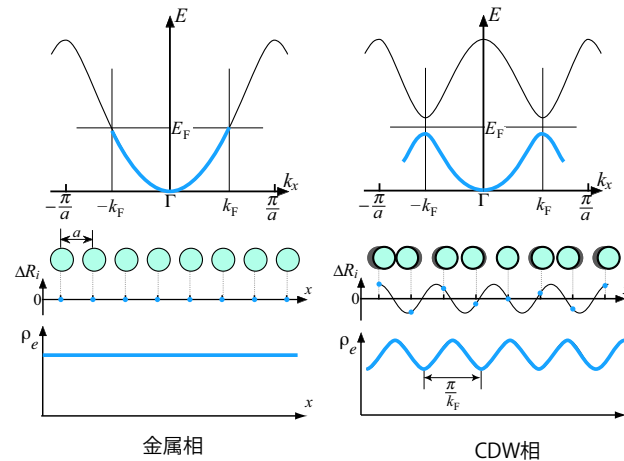 E
E
E_F
E_F
-π/a
-k_F
Γ
k_F
π/a
k_x
-π/a
-k_F
Γ
k_F
π/a
k_x
a
ΔR_i
0
x
ΔR_i
0
x
ρ_e
x
ρ_e
π/k_F
x
金属相
CDW相